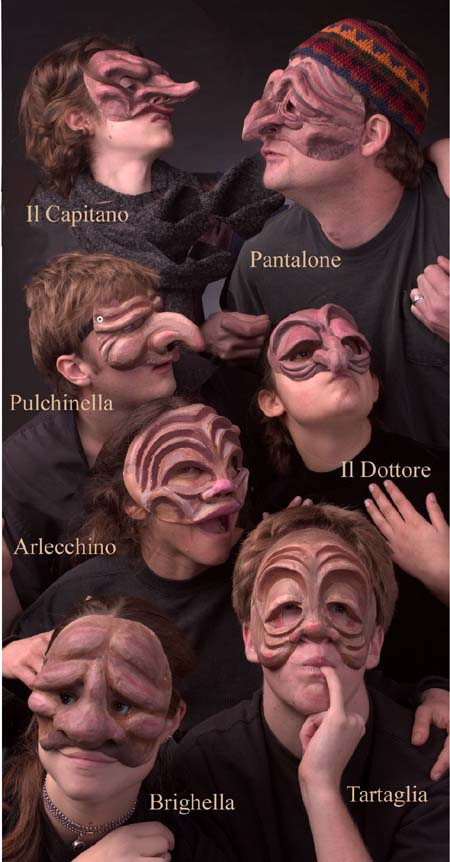 Il Capitano
Pantalone
Pulchinella
Il Dottore
Arlecchino
Tartaglia
Brighella